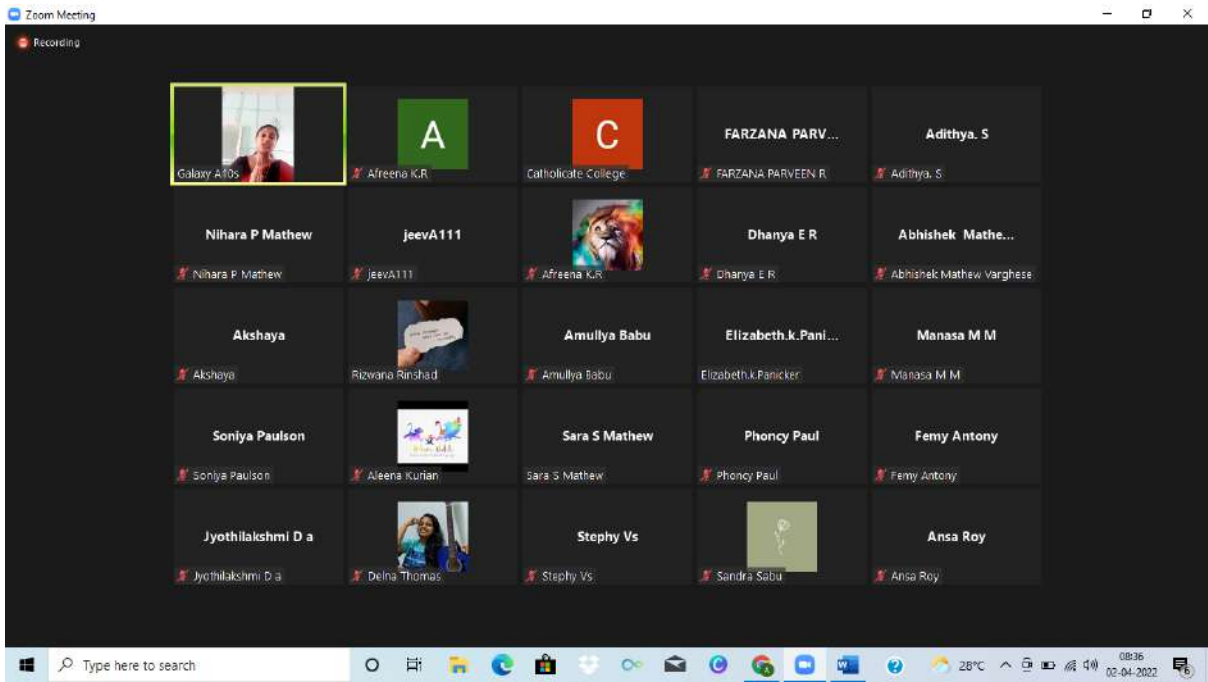 Zoom Meeting
Recording
A
C
FARZANA PARV...
Adithya. S
Galaxy A10s
Afreena K.R
Catholicate College
FARZANA PARVEEN R
Adithya. S
Nihara P Mathew
jeevA111
Dhanya E R
Abhishek Mathe...
Nihara P Mathew
jeevA111
Afreena K.R
Dhanya E R
Abhishek Mathew Varghese
Akshaya
Amullya Babu
Elizabeth.k.Pani...
Manasa M M
Akshaya
Rizwana Rinshad
Amullya Babu
Elizabeth.k.Panicker
Manasa M M
Soniya Paulson
Sara S Mathew
Phoncy Paul
Femy Antony
Soniya Paulson
Aleena Kurian
Sara S Mathew
Phoncy Paul
Femy Antony
Jyothilakshmi D a
Stephy Vs
Ansa Roy
Jyothilakshmi D a
Delna Thomas
Stephy Vs
Sandra Sabu
Ansa Roy
Type here to search
28°C
08:36
02-04-2022
6